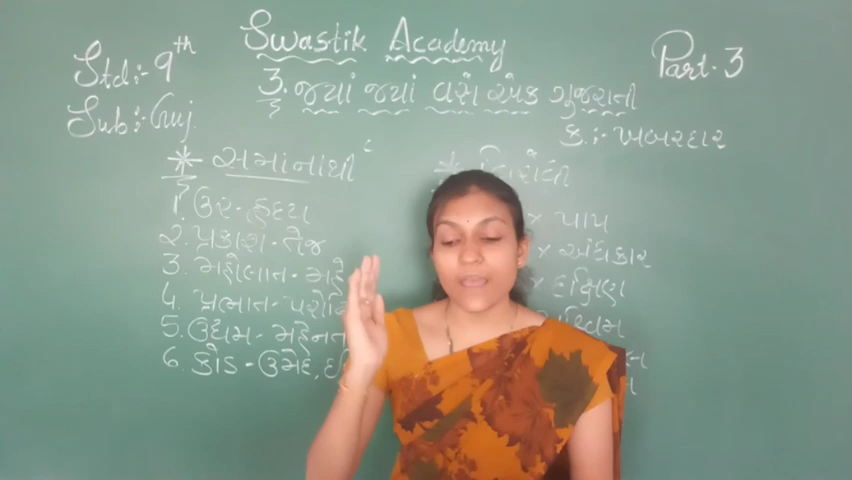 Swastik Academy
Std:- 9th
Part-3
3. જ્યાં જ્યાં વસે એક ગુજરાતી
Sub:- Guj.
ક.:- ખબરદાર
* સમાનાર્થી
1. ઉર - હૃદય
× પાપ
2. પ્રકાશ - તેજ
× અંધકાર
3. મહોલાત -
× દક્ષિણ
4. પ્રભાત -
5. ઉદ્યમ - મહેનત
6 કોડ - ઉમેદ,